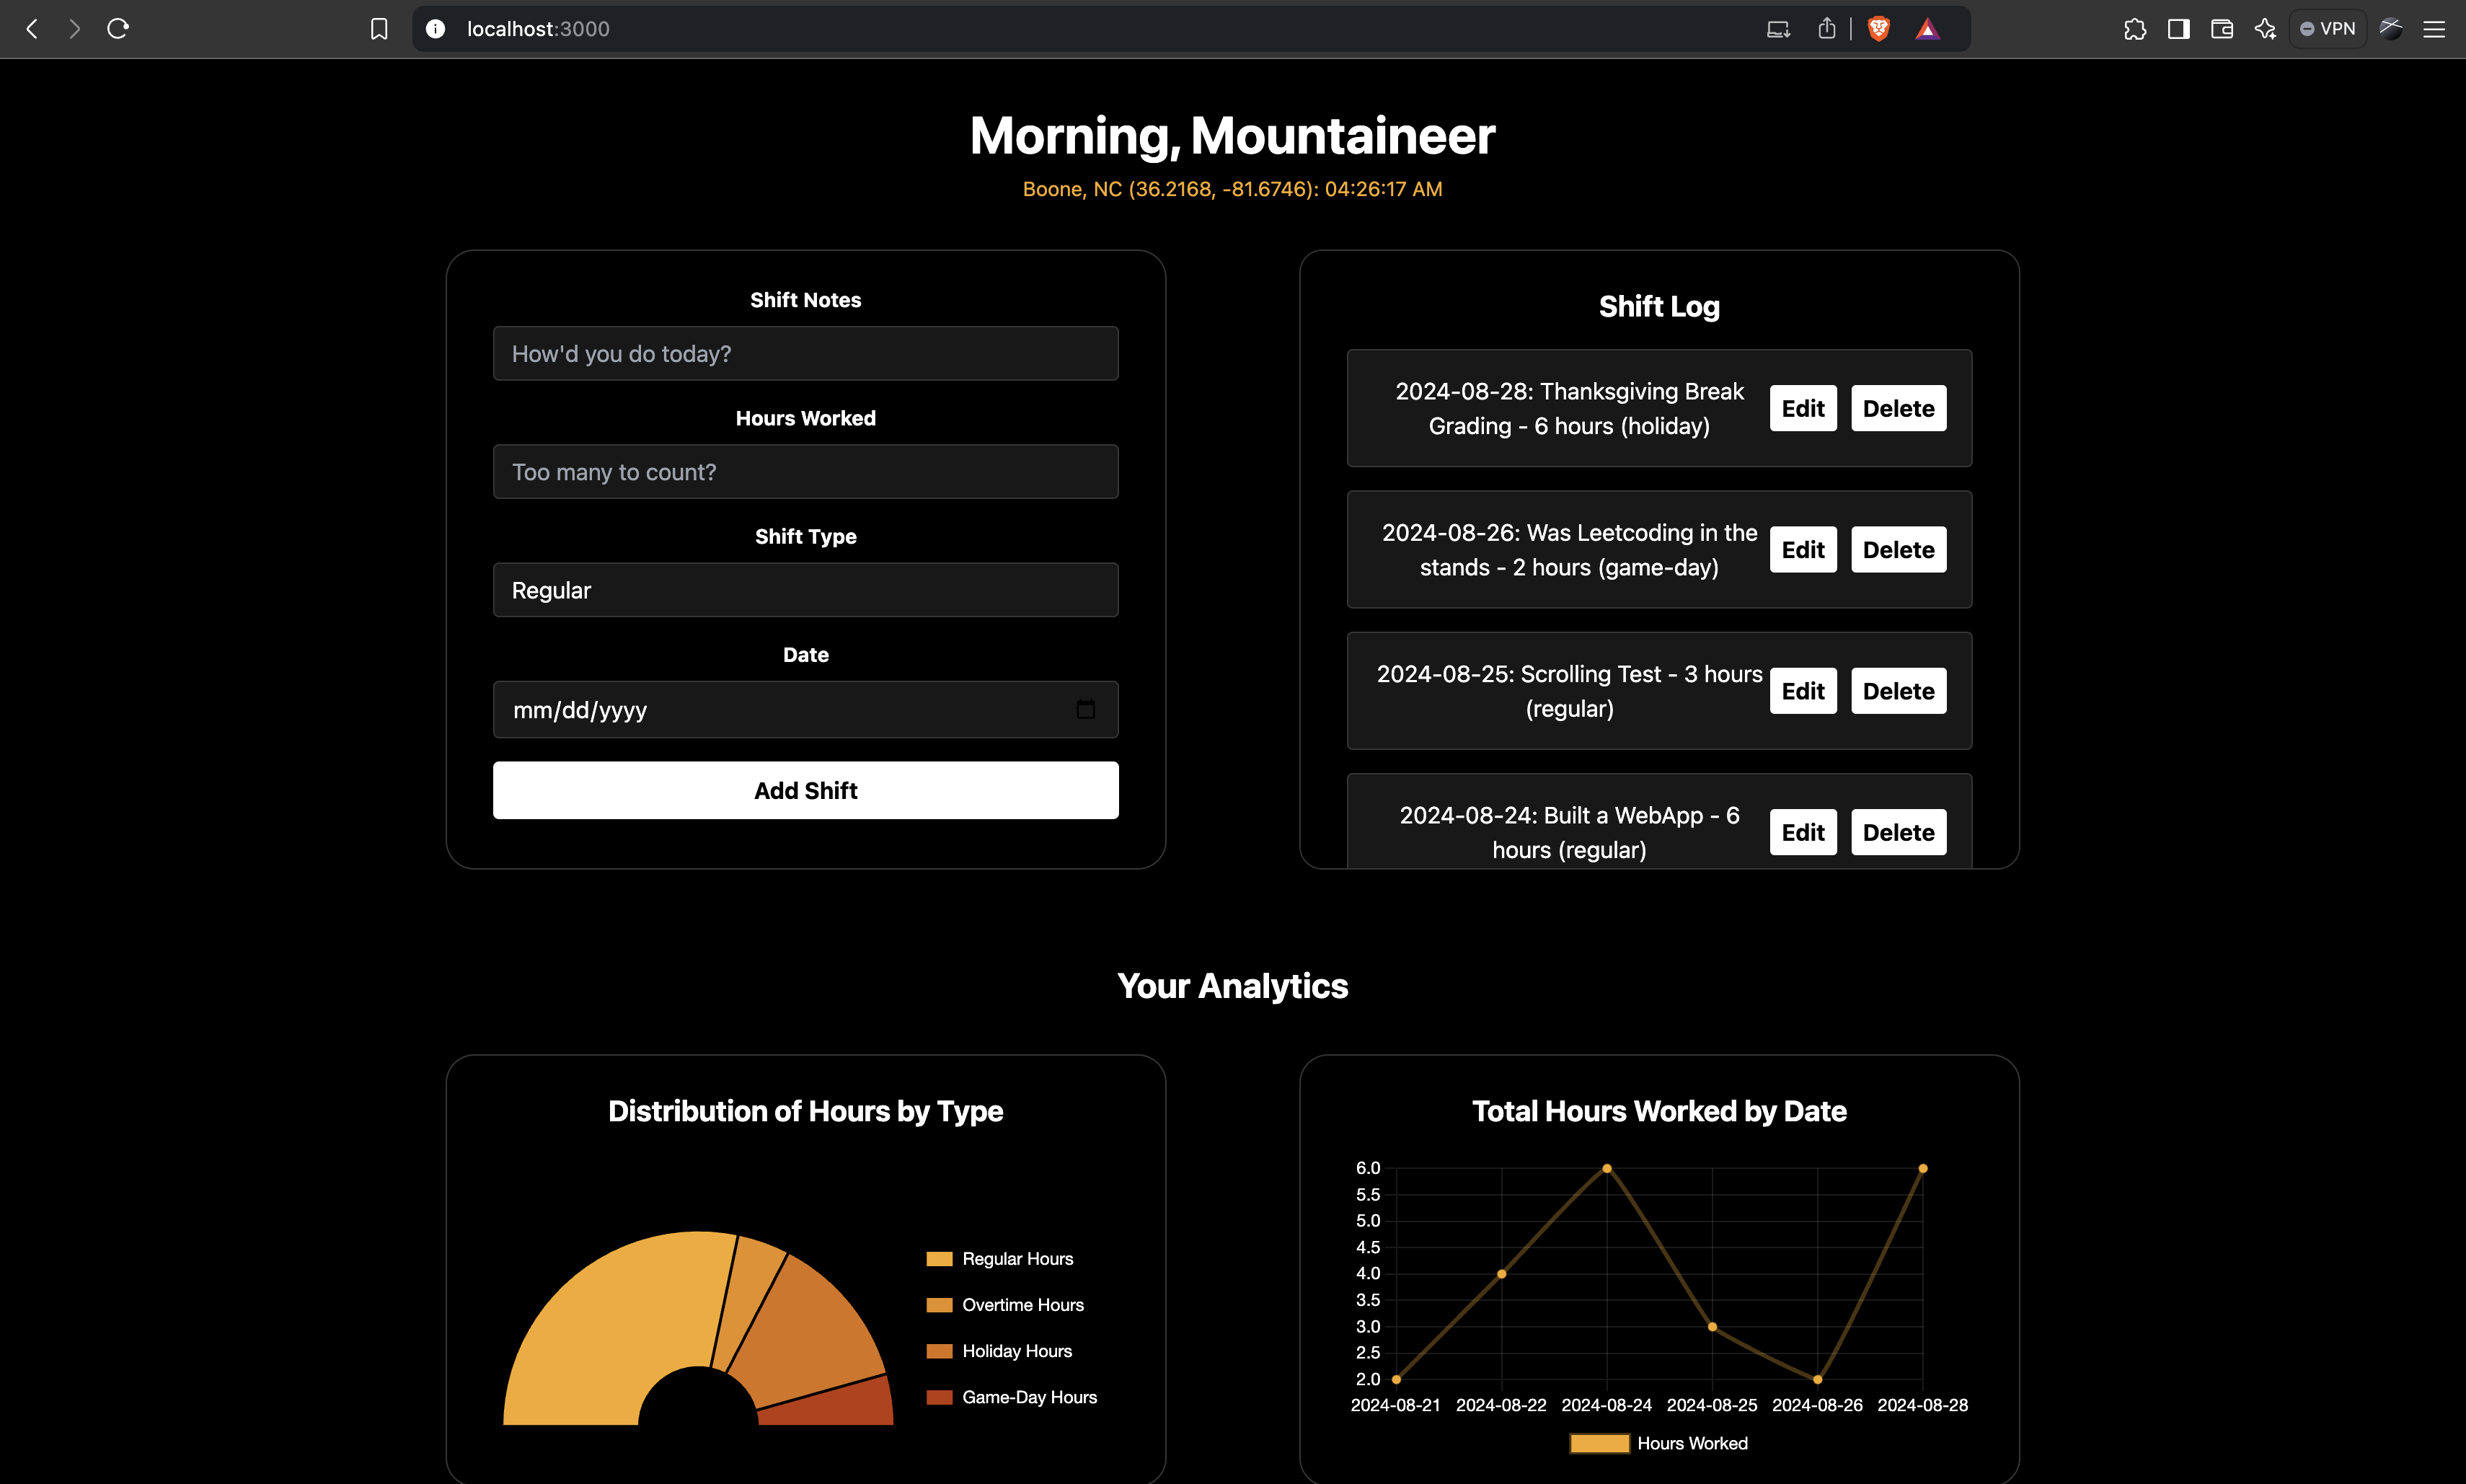 localhost:3000
VPN
Morning, Mountaineer
Boone, NC (36.2168, -81.6746): 04:26:17 AM
Shift Notes
How'd you do today?
Hours Worked
Too many to count?
Shift Type
Regular
Date
mm/dd/yyyy
Add Shift
Shift Log
2024-08-28: Thanksgiving Break
Grading - 6 hours (holiday)
Edit
Delete
2024-08-26: Was Leetcoding in the
stands - 2 hours (game-day)
Edit
Delete
2024-08-25: Scrolling Test - 3 hours
(regular)
Edit
Delete
2024-08-24: Built a WebApp - 6
hours (regular)
Edit
Delete
Your Analytics
Distribution of Hours by Type
Regular Hours
Overtime Hours
Holiday Hours
Game-Day Hours
Total Hours Worked by Date
6.0
5.5
5.0
4.5
4.0
3.5
3.0
2.5
2.0
2024-08-21 2024-08-22 2024-08-24 2024-08-25 2024-08-26 2024-08-28
Hours Worked